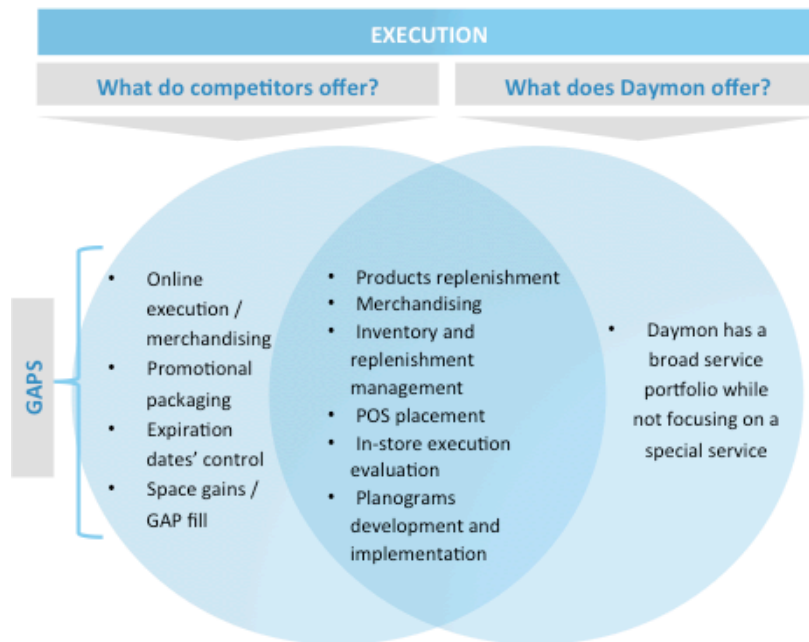 EXECUTION
What do competitors offer?
What does Daymon offer?
GAPS
• Online
execution /
merchandising
• Promotional
packaging
• Expiration
dates' control
• Space gains /
GAP fill
• Products replenishment
• Merchandising
• Inventory and
replenishment
management
• POS placement
• In-store execution
evaluation
• Planograms
development and
implementation
• Daymon has a
broad service
portfolio while
not focusing on a
special service